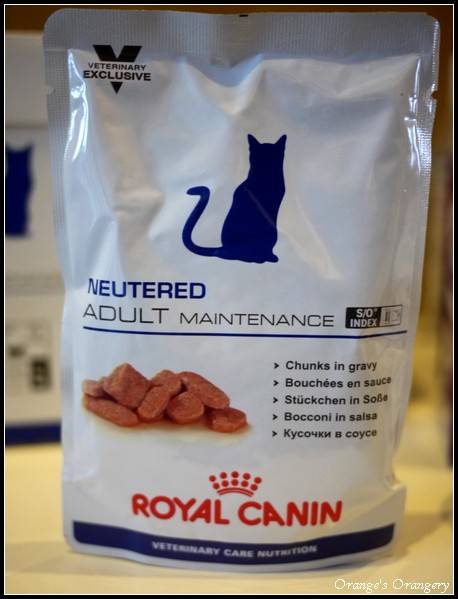 VETERINARY
EXCLUSIVE
NEUTERED
ADULT MAINTENANCE
S/O*
INDEX
> Chunks in gravy
> Bouchées en sauce
> Stückchen in Soße
> Bocconi in salsa
> Кусочки в соусе
ROYAL CANIN
VETERINARY CARE NUTRITION
Orange's Orangery